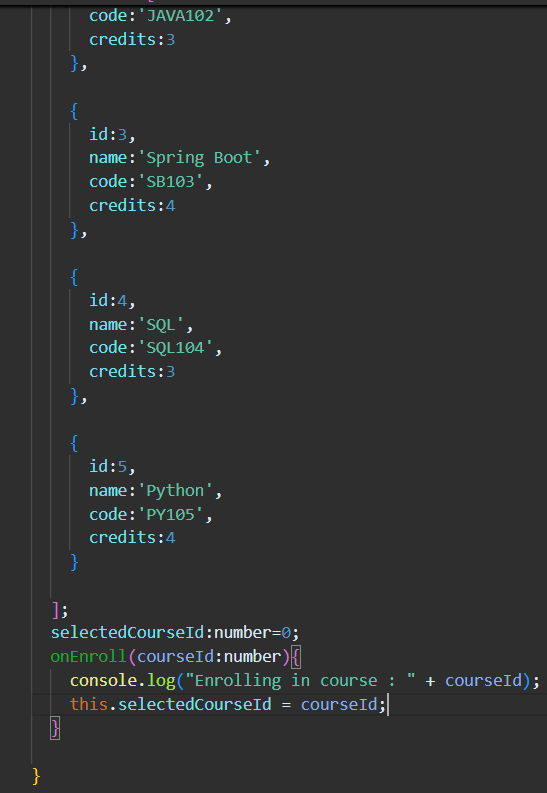 code:'JAVA102',
credits:3
},
{
id:3,
name:'Spring Boot',
code:'SB103',
credits:4
},
{
id:4,
name:'SQL',
code:'SQL104',
credits:3
},
{
id:5,
name:'Python',
code:'PY105',
credits:4
}
];
selectedCourseId:number=0;
onEnroll(courseId:number){
console.log("Enrolling in course : " + courseId);
this.selectedCourseId = courseId;
}
}